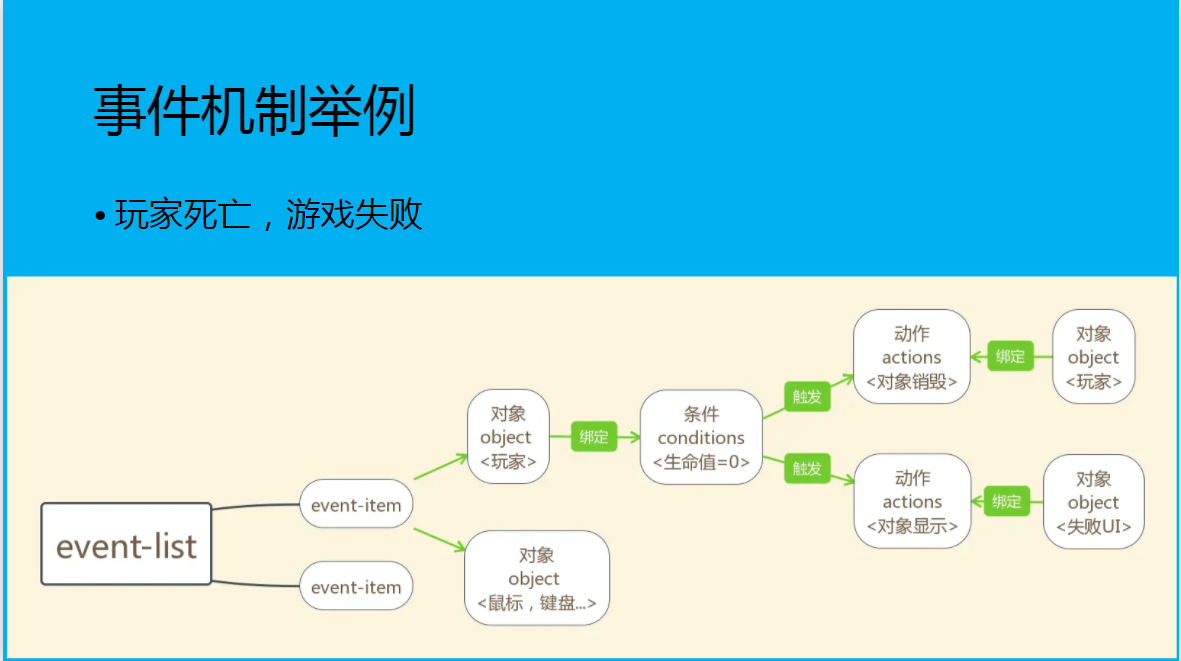 事件机制举例
• 玩家死亡，游戏失败
event-list
event-item
event-item
对象
object
<玩家>
绑定
条件
conditions
<生命值=0>
触发
动作
actions
<对象销毁>
绑定
对象
object
<玩家>
触发
动作
actions
<对象显示>
绑定
对象
object
<失败UI>
对象
object
<鼠标，键盘...>